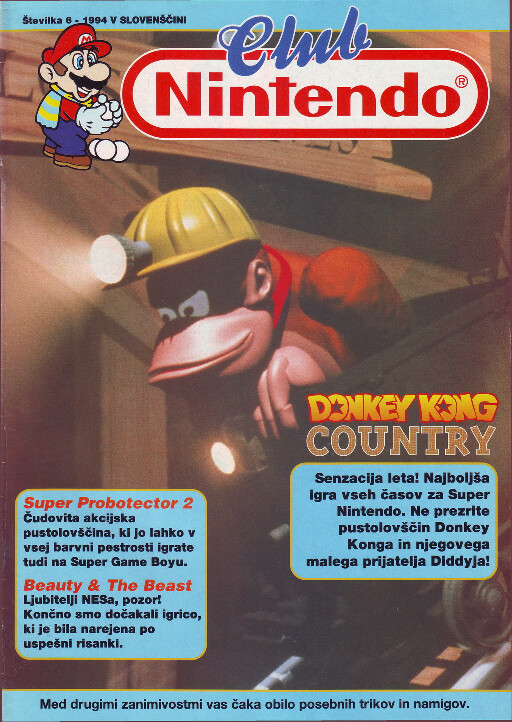 Številka 6 - 1994 V SLOVENŠČINI
Club
Nintendo®
DONKEY KONG
COUNTRY
Senzacija leta! Najboljša
igra vseh časov za Super
Nintendo. Ne prezrite
pustolovščin Donkey
Konga in njegovega
malega prijatelja Diddyja!
Super Probotector 2
Čudovita akcijska
pustolovščina, ki jo lahko v
vsej barvni pestrosti igrate
tudi na Super Game Boyu.
Beauty & The Beast
Ljubitelji NESa, pozor!
Končno smo dočakali igrico,
ki je bila narejena po
uspešni risanki.
Med drugimi zanimivostmi vas čaka obilo posebnih trikov in namigov.